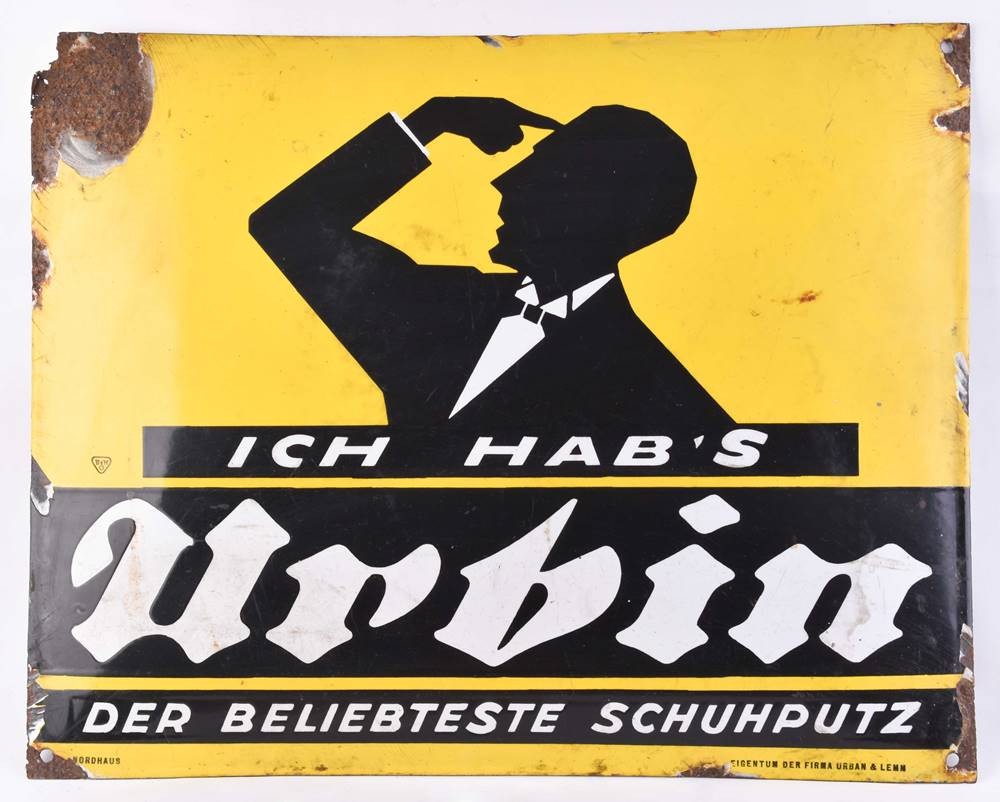 ICH HAB'S
Urbin
DER BELIEBTESTE SCHUHPUTZ
NORDHAUS
EIGENTUM DER FIRMA URBAN & LEMM